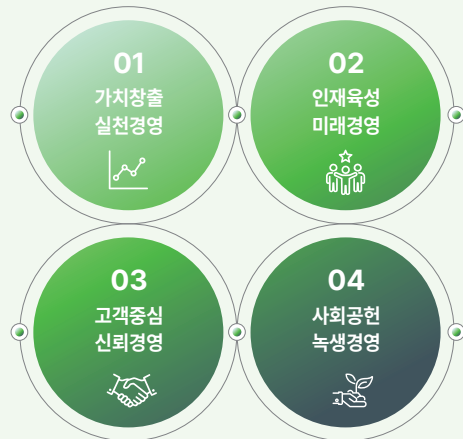 01
가치창출
실천경영
02
인재육성
미래경영
03
고객중심
신뢰경영
04
사회공헌
녹생경영